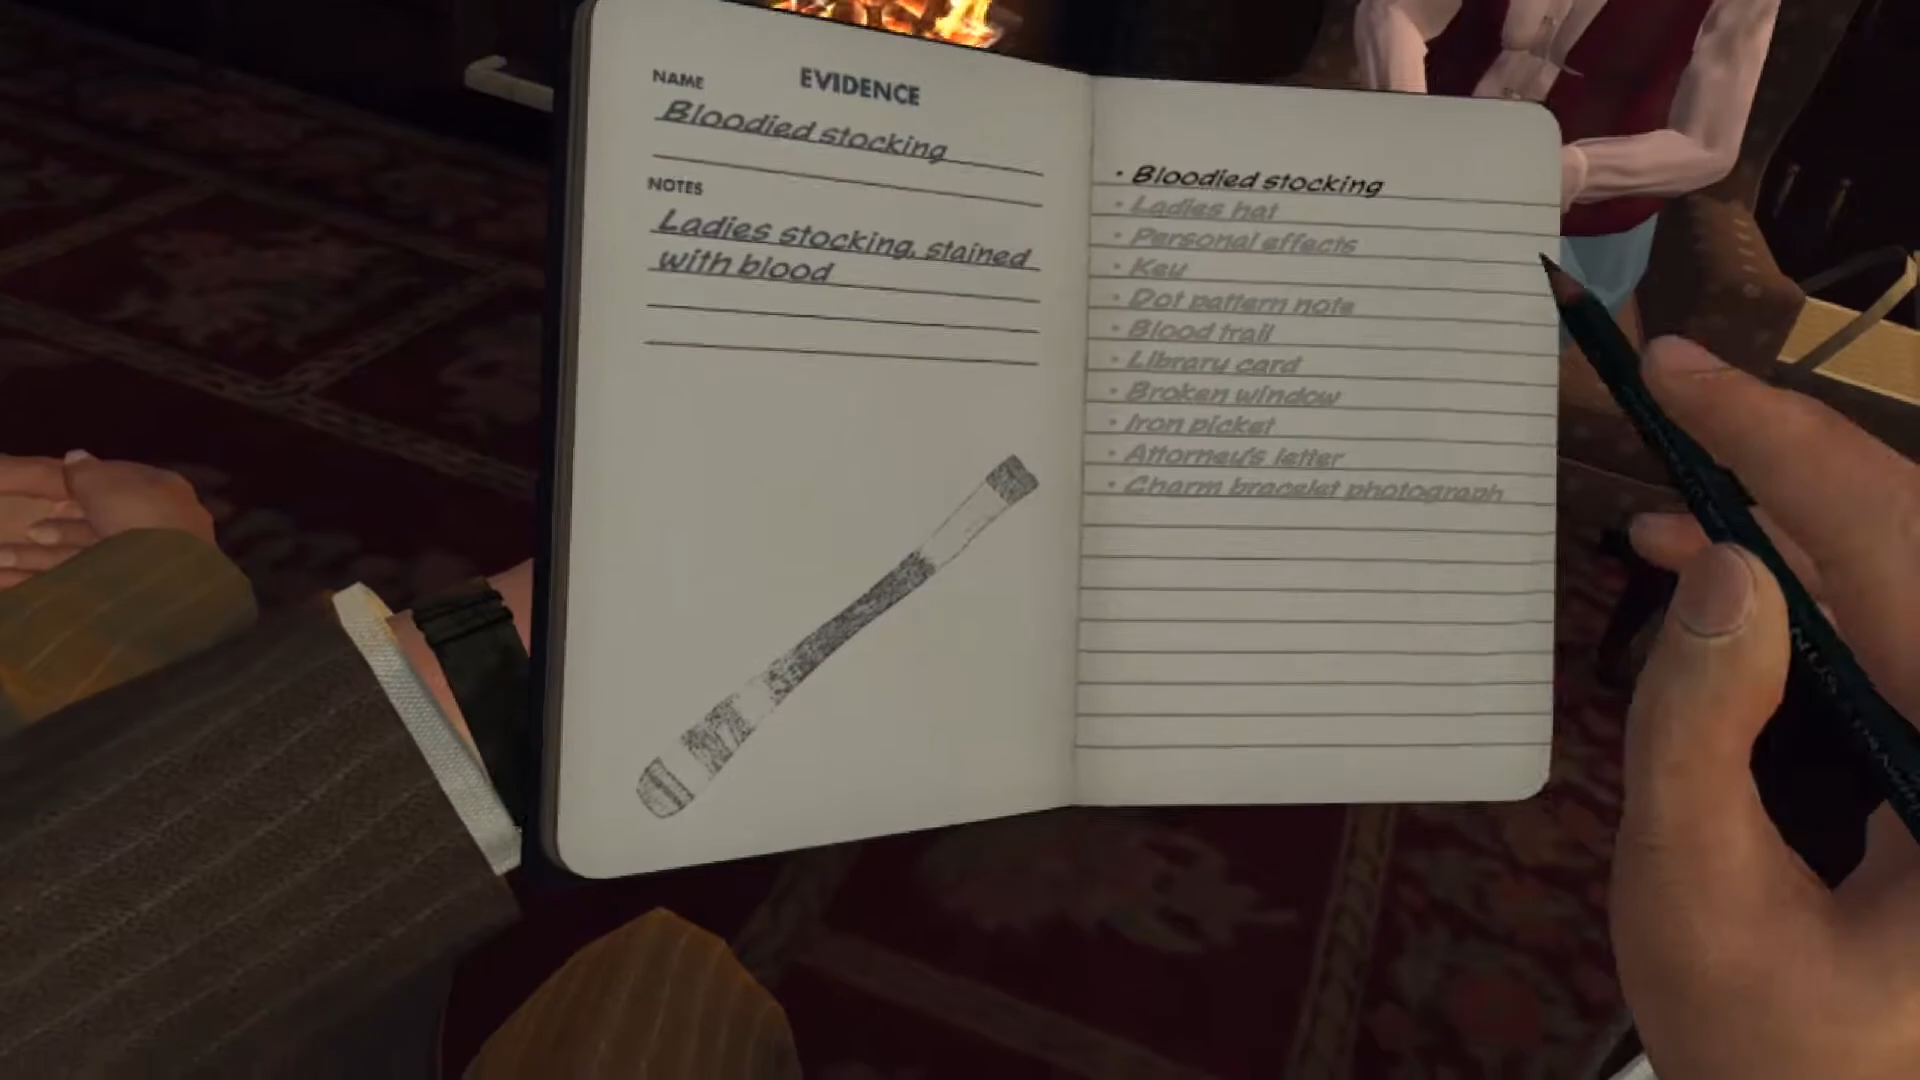 EVIDENCE
NAME
Bloodied stocking
NOTES
Ladies stocking, stained
with blood
• Bloodied stocking
• Ladies hat
• Personal effects
• Key
• Dot pattern note
• Blood trail
• Library card
• Broken window
• Iron picket
• Attorney's letter
• Charm bracelet photograph